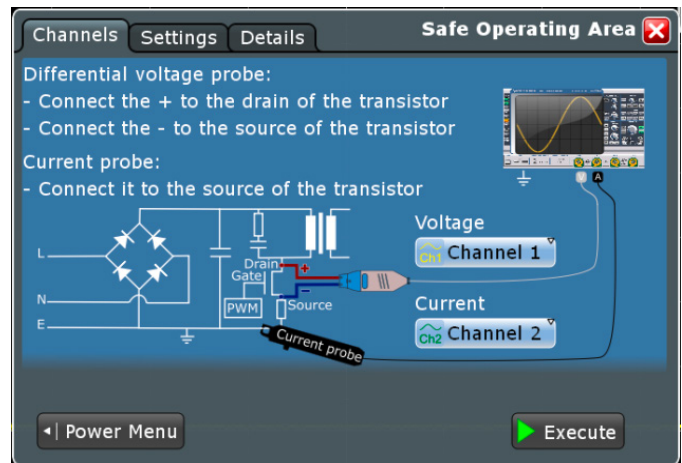 Channels Settings Details Safe Operating Area
Differential voltage probe:
- Connect the + to the drain of the transistor
- Connect the - to the source of the transistor
Current probe:
- Connect it to the source of the transistor
V A
Voltage
Ch1 Channel 1
L
Drain +
Gate
N
PWM
- Source
Current
E
Current probe
Ch2 Channel 2
Power Menu Execute